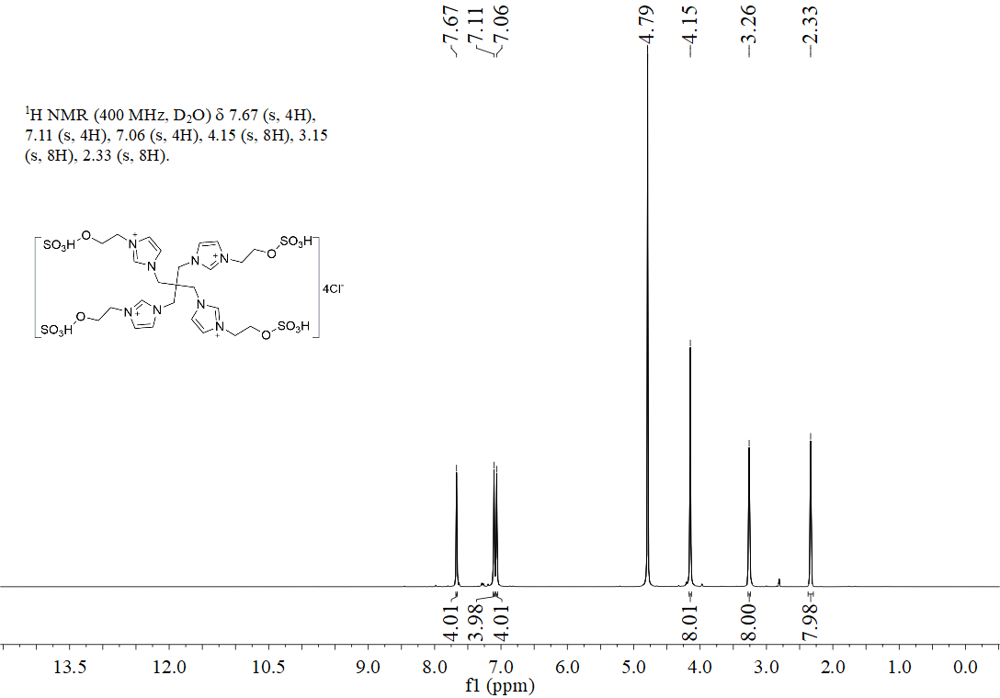 7.67
7.11
7.06
4.79
4.15
3.26
2.33
¹H NMR (400 MHz, D₂O) δ 7.67 (s, 4H),
7.11 (s, 4H), 7.06 (s, 4H), 4.15 (s, 8H), 3.15
(s, 8H), 2.33 (s, 8H).
SO₃H O N + N
N + N O SO₃H
4Cl⁻
SO₃H O N + N
N N + O SO₃H
4.01
3.98
4.01
8.01
8.00
7.98
13.5 12.0 10.5 9.0 8.0 7.0 6.0 5.0 4.0 3.0 2.0 1.0 0.0
f1 (ppm)